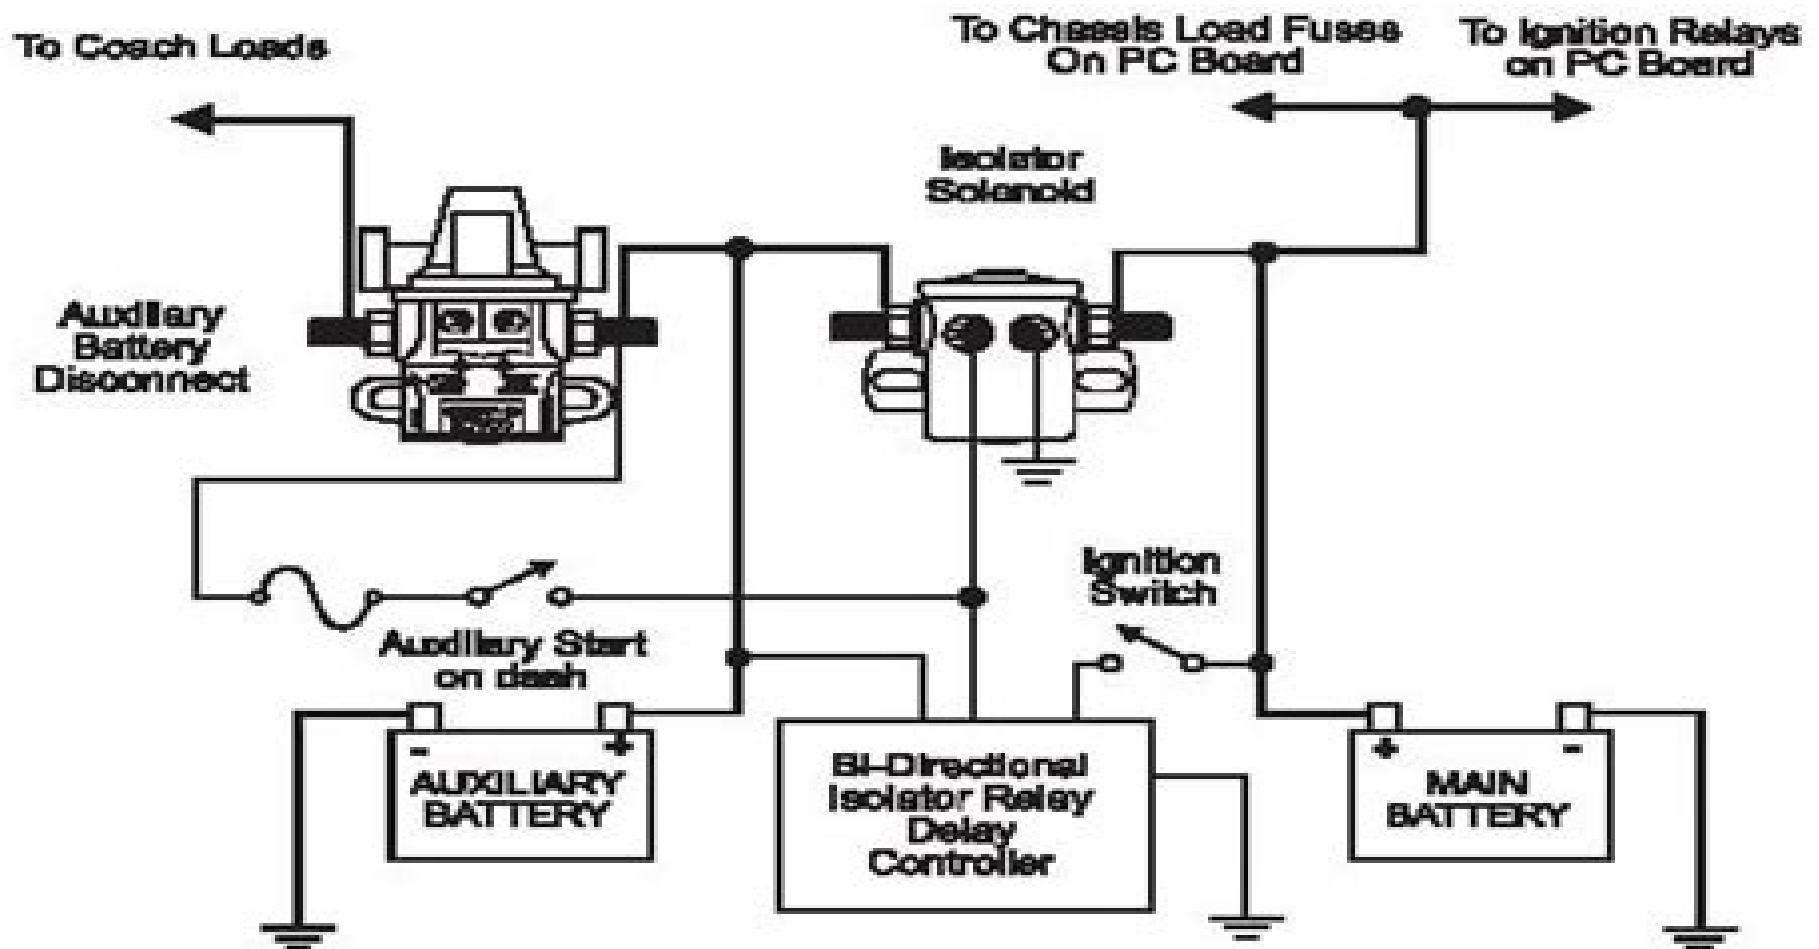 To Coach Loads
To Chassis Load Fuses
On PC Board
To Ignition Relays
on PC Board
Isolator
Solenoid
Auxiliary
Battery
Disconnect
Ignition
Switch
Auxiliary Start
on dash
-
+
AUXILIARY
BATTERY
Bi-Directional
Isolator Relay
Delay
Controller
+
-
MAIN
BATTERY